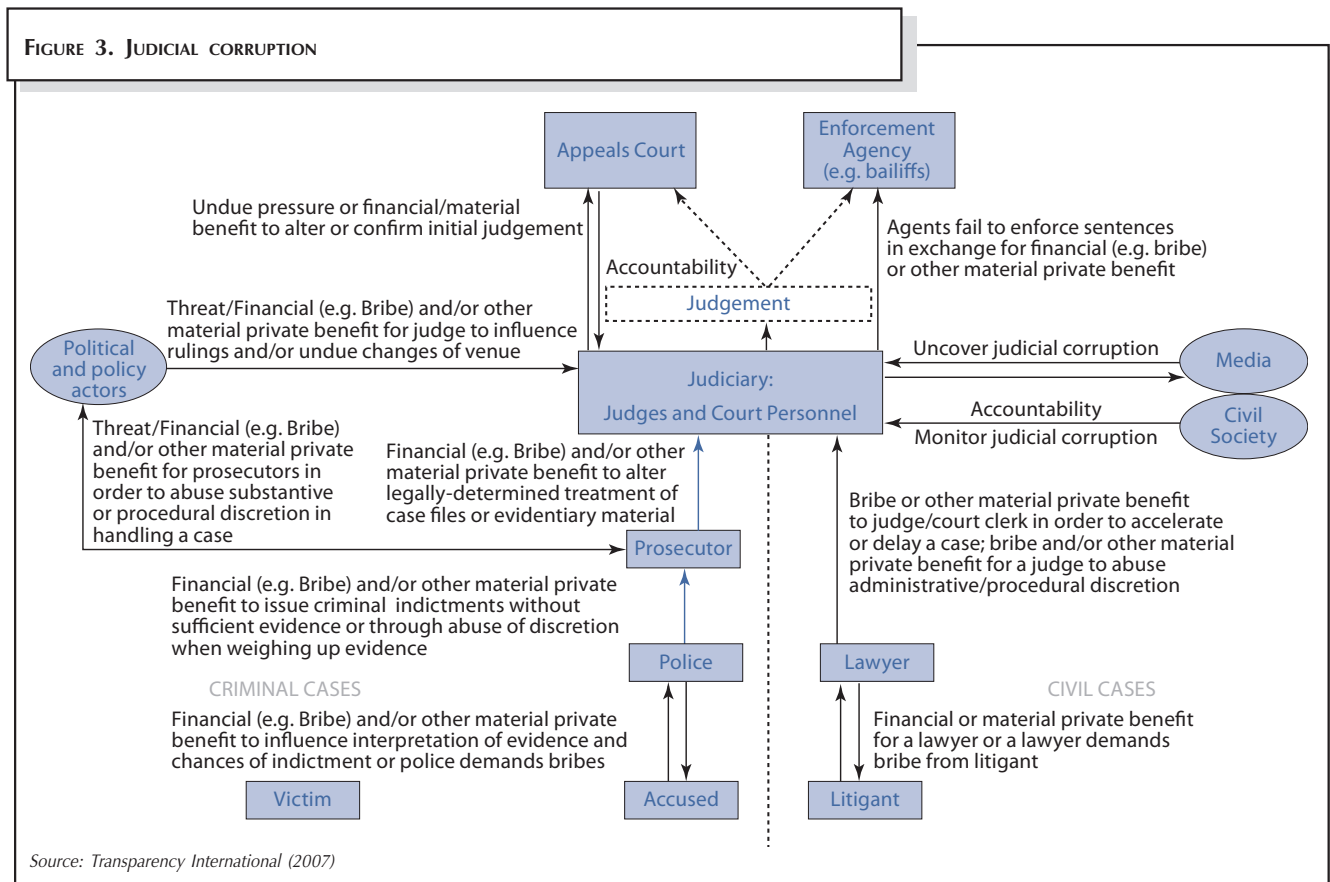 FIGURE 3. JUDICIAL CORRUPTION
Appeals Court
Enforcement
Agency
(e.g. bailiffs)
Undue pressure or financial/material
benefit to alter or confirm initial judgement
Agents fail to enforce sentences
in exchange for financial (e.g. bribe)
or other material private benefit
Accountability
Judgement
Threat/Financial (e.g. Bribe) and/or other
material private benefit for judge to influence
rulings and/or undue changes of venue
Political
and policy
actors
Judiciary:
Judges and Court Personnel
Uncover judicial corruption
Media
Accountability
Monitor judicial corruption
Civil
Society
Threat/Financial (e.g. Bribe)
and/or other material private
benefit for prosecutors in
order to abuse substantive
or procedural discretion in
handling a case
Financial (e.g. Bribe) and/or other
material private benefit to alter
legally-determined treatment of
case files or evidentiary material
Bribe or other material private benefit
to judge/court clerk in order to accelerate
or delay a case; bribe and/or other material
private benefit for a judge to abuse
administrative/procedural discretion
Prosecutor
Financial (e.g. Bribe) and/or other material private
benefit to issue criminal indictments without
sufficient evidence or through abuse of discretion
when weighing up evidence
Police
Lawyer
CRIMINAL CASES
CIVIL CASES
Financial (e.g. Bribe) and/or other material private
benefit to influence interpretation of evidence and
chances of indictment or police demands bribes
Financial or material private benefit
for a lawyer or a lawyer demands
bribe from litigant
Victim
Accused
Litigant
Source: Transparency International (2007)